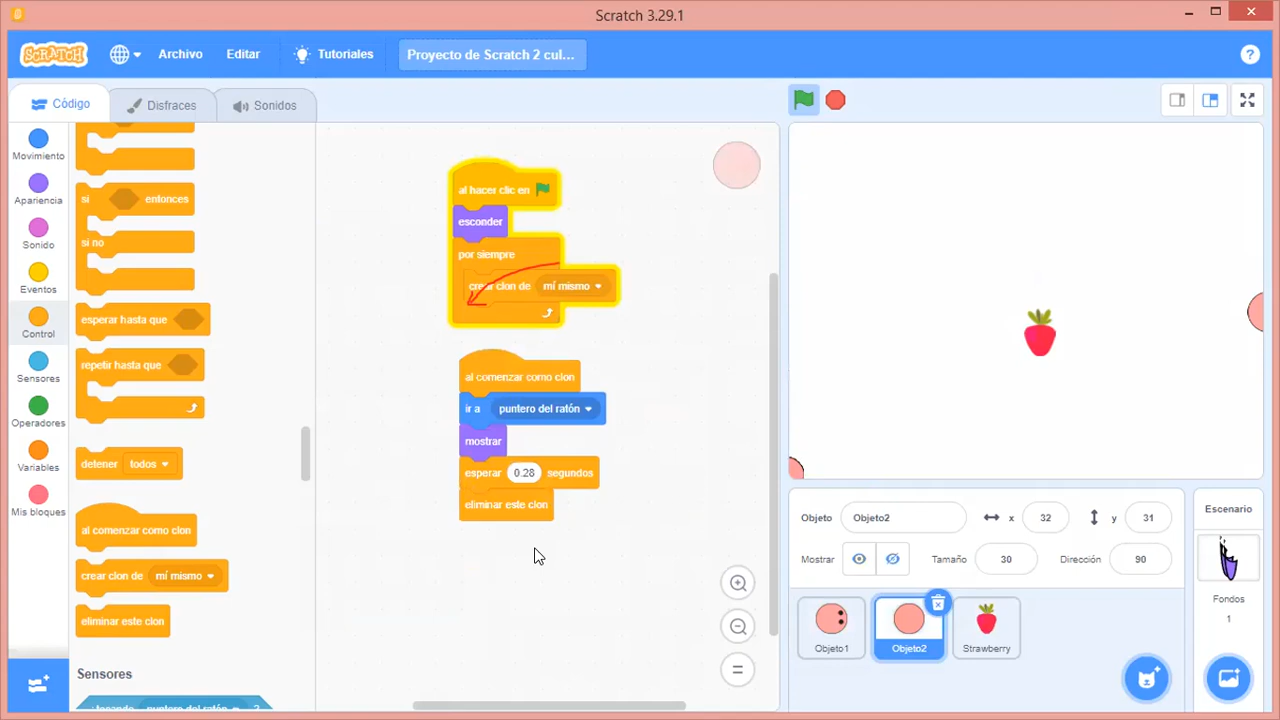 Scratch 3.29.1
SCRATCH
Archivo
Editar
Tutoriales
Proyecto de Scratch 2 cul...
?
Código
Disfraces
Sonidos
Movimiento
Apariencia
Sonido
Eventos
Control
Sensores
Operadores
Variables
Mis bloques
si entonces
si no
esperar hasta que
repetir hasta que
detener todos
al comenzar como clon
crear clon de mí mismo
eliminar este clon
Sensores
¿tocando puntero del ratón ?
al hacer clic en
esconder
por siempre
crear clon de mí mismo
al comenzar como clon
ir a puntero del ratón
mostrar
esperar 0.28 segundos
eliminar este clon
Objeto Objeto2 x 32 y 31
Mostrar Tamaño 30 Dirección 90
Objeto1
Objeto2
Strawberry
Escenario
Fondos
1